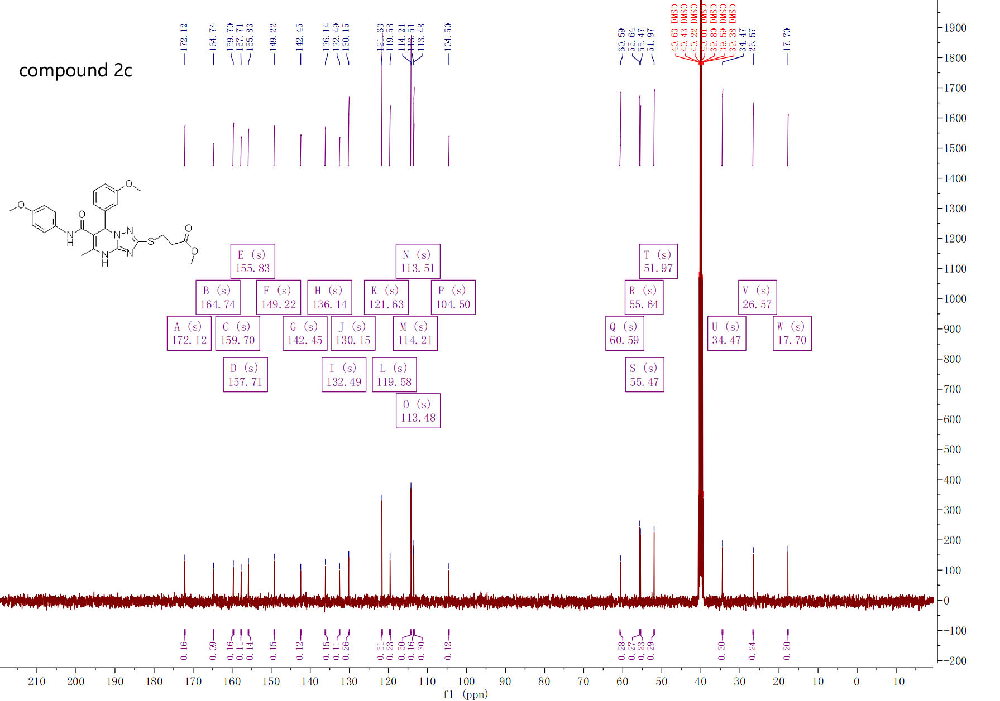 172.12
164.74
159.70
157.71
155.83
149.22
142.45
136.14
132.49
130.15
121.63
119.58
114.21
113.51
113.48
104.50
60.59
55.64
55.47
51.97
40.63 DMSO
40.43 DMSO
40.22 DMSO
40.01 DMSO
39.80 DMSO
39.59 DMSO
39.38 DMSO
34.47
26.57
17.70
compound 2c
O
O
O
N
H
N
N
N
N
H
S
O
O
E (s)
155.83
N (s)
113.51
T (s)
51.97
B (s)
164.74
F (s)
149.22
H (s)
136.14
K (s)
121.63
P (s)
104.50
R (s)
55.64
V (s)
26.57
A (s)
172.12
C (s)
159.70
G (s)
142.45
J (s)
130.15
M (s)
114.21
Q (s)
60.59
U (s)
34.47
W (s)
17.70
D (s)
157.71
I (s)
132.49
L (s)
119.58
S (s)
55.47
O (s)
113.48
1900
1800
1700
1600
1500
1400
1300
1200
1100
1000
900
800
700
600
500
400
300
200
100
0
-100
-200
0.16
0.09
0.16
0.11
0.14
0.15
0.12
0.15
0.11
0.26
0.51
0.23
0.50
0.16
0.30
0.12
0.28
0.27
0.23
0.29
0.30
0.24
0.20
210 200 190 180 170 160 150 140 130 120 110 100 90 80 70 60 50 40 30 20 10 0 -10
f1 (ppm)